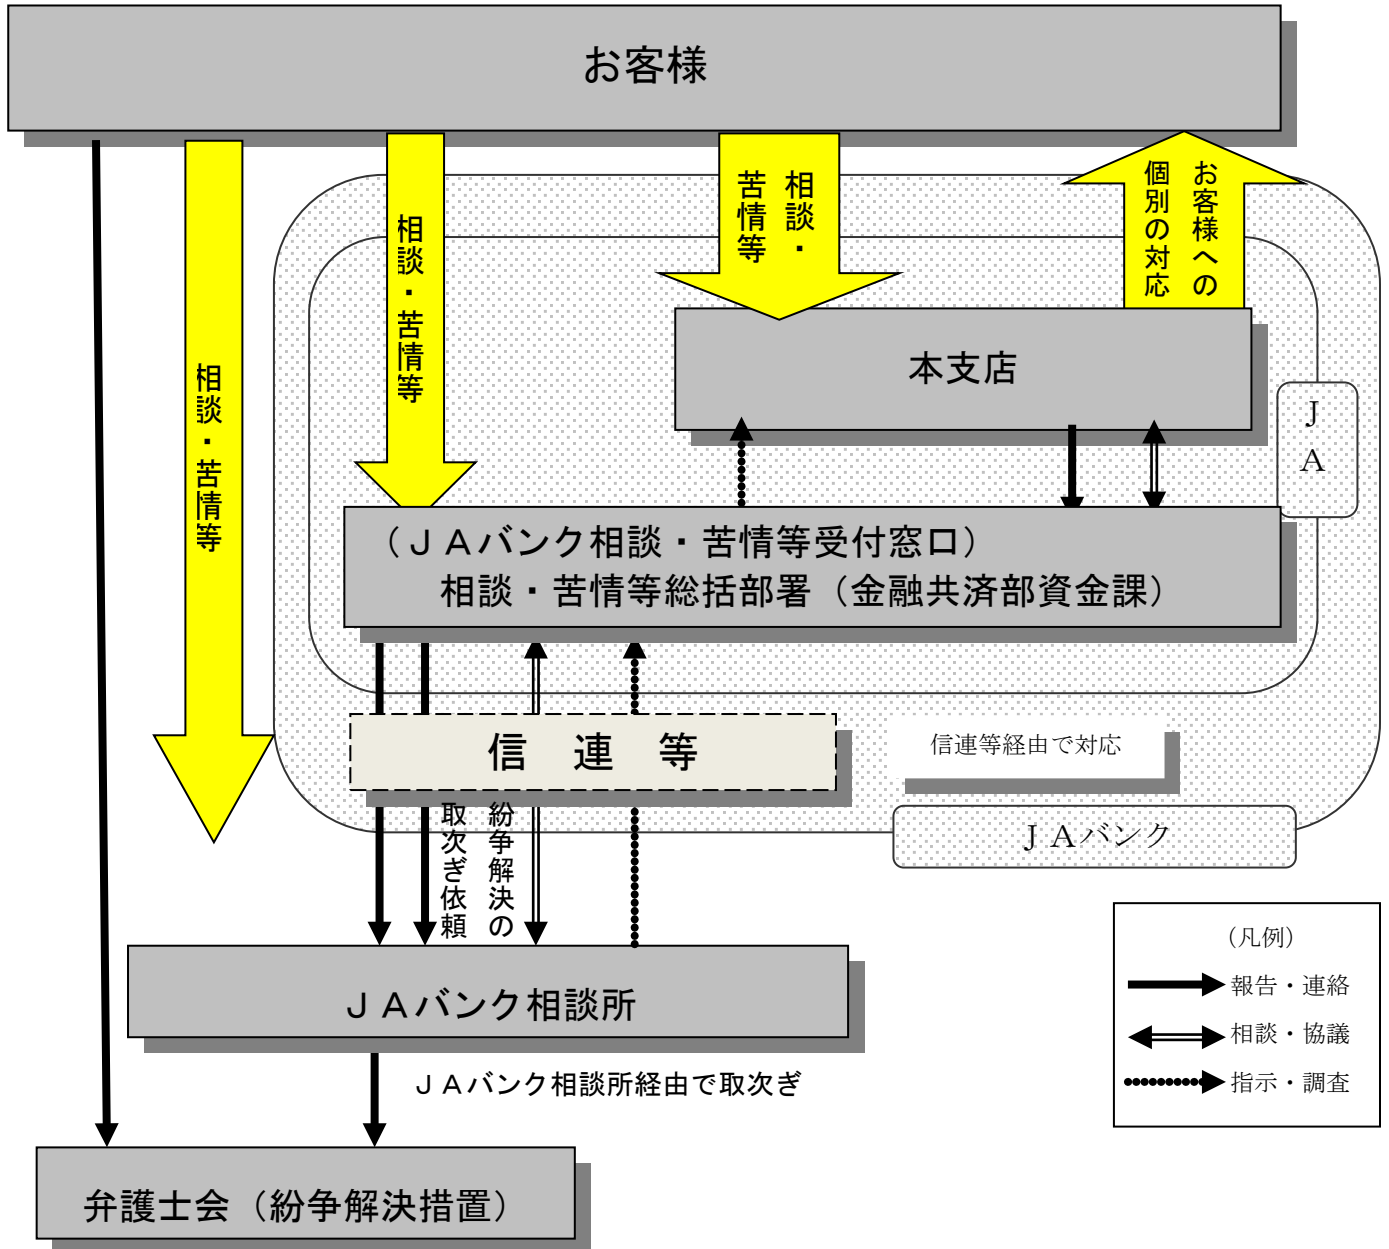 お客様
相談・苦情等
相談・苦情等
相談・
苦情等
お客様への
個別の対応
本支店
ＪＡ
（ＪＡバンク相談・苦情等受付窓口）
相談・苦情等総括部署（金融共済部資金課）
信　連　等
信連等経由で対応
ＪＡバンク
紛争解決の
取次ぎ依頼
（凡例）
報告・連絡
相談・協議
指示・調査
ＪＡバンク相談所
ＪＡバンク相談所経由で取次ぎ
弁護士会（紛争解決措置）